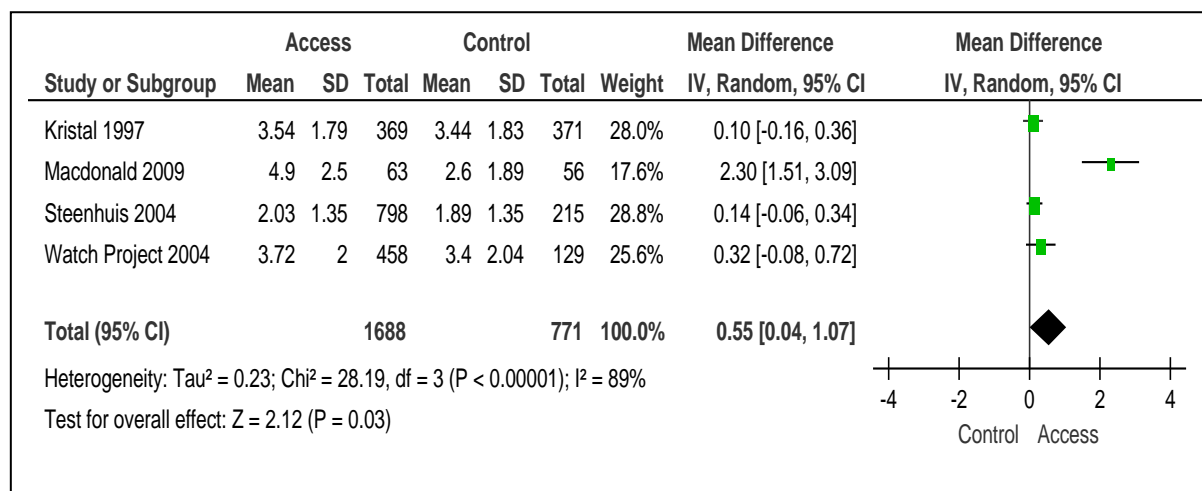 Access Control Mean Difference Mean Difference
Study or Subgroup Mean SD Total Mean SD Total Weight IV, Random, 95% CI IV, Random, 95% CI
Kristal 1997 3.54 1.79 369 3.44 1.83 371 28.0% 0.10 [-0.16, 0.36]
Macdonald 2009 4.9 2.5 63 2.6 1.89 56 17.6% 2.30 [1.51, 3.09]
Steenhuis 2004 2.03 1.35 798 1.89 1.35 215 28.8% 0.14 [-0.06, 0.34]
Watch Project 2004 3.72 2 458 3.4 2.04 129 25.6% 0.32 [-0.08, 0.72]
Total (95% CI) 1688 771 100.0% 0.55 [0.04, 1.07]
Heterogeneity: Tau² = 0.23; Chi² = 28.19, df = 3 (P < 0.00001); I² = 89%
Test for overall effect: Z = 2.12 (P = 0.03)
-4 -2 0 2 4
Control Access